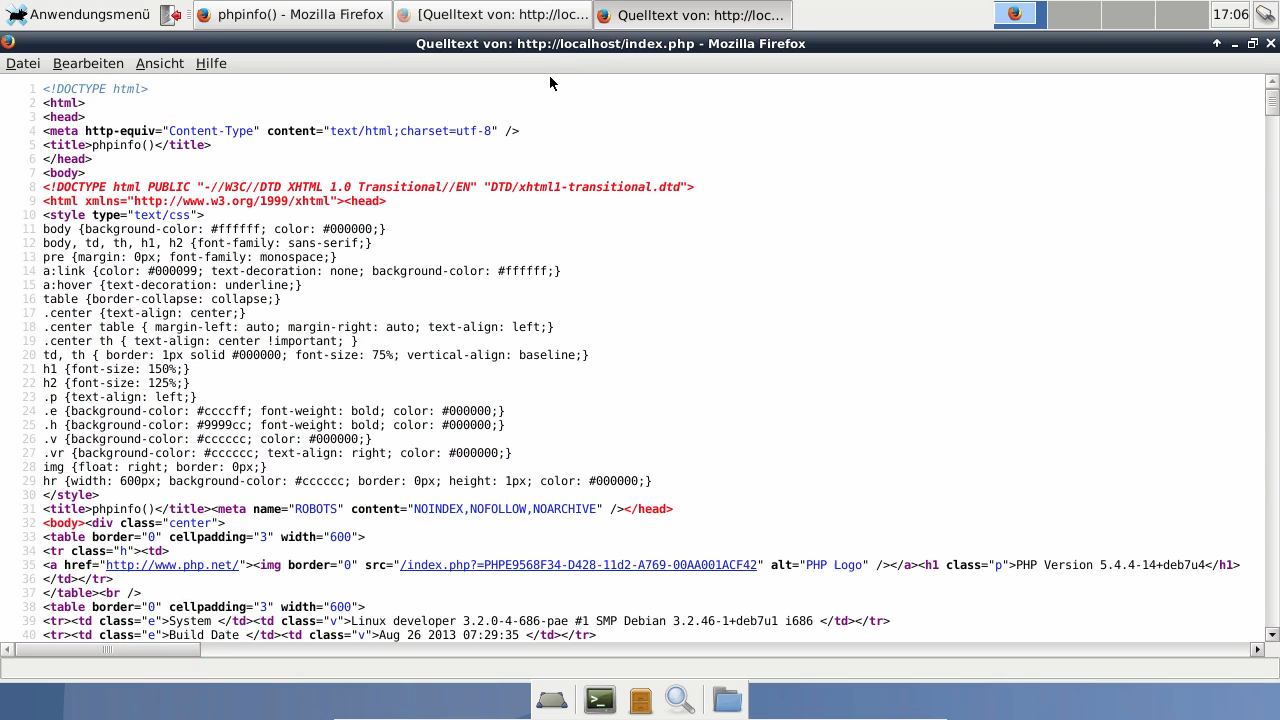 Anwendungsmenü
phpinfo() - Mozilla Firefox
[Quelltext von: http://loc...
Quelltext von: http://loc...
17:06
Quelltext von: http://localhost/index.php - Mozilla Firefox
Datei Bearbeiten Ansicht Hilfe
1 <!DOCTYPE html>
2 <html>
3 <head>
4 <meta http-equiv="Content-Type" content="text/html;charset=utf-8" />
5 <title>phpinfo()</title>
6 </head>
7 <body>
8 <!DOCTYPE html PUBLIC "-//W3C//DTD XHTML 1.0 Transitional//EN" "DTD/xhtml1-transitional.dtd">
9 <html xmlns="http://www.w3.org/1999/xhtml"><head>
10 <style type="text/css">
11 body {background-color: #ffffff; color: #000000;}
12 body, td, th, h1, h2 {font-family: sans-serif;}
13 pre {margin: 0px; font-family: monospace;}
14 a:link {color: #000099; text-decoration: none; background-color: #ffffff;}
15 a:hover {text-decoration: underline;}
16 table {border-collapse: collapse;}
17 .center {text-align: center;}
18 .center table { margin-left: auto; margin-right: auto; text-align: left;}
19 .center th { text-align: center !important; }
20 td, th { border: 1px solid #000000; font-size: 75%; vertical-align: baseline;}
21 h1 {font-size: 150%;}
22 h2 {font-size: 125%;}
23 .p {text-align: left;}
24 .e {background-color: #ccccff; font-weight: bold; color: #000000;}
25 .h {background-color: #9999cc; font-weight: bold; color: #000000;}
26 .v {background-color: #cccccc; color: #000000;}
27 .vr {background-color: #cccccc; text-align: right; color: #000000;}
28 img {float: right; border: 0px;}
29 hr {width: 600px; background-color: #cccccc; border: 0px; height: 1px; color: #000000;}
30 </style>
31 <title>phpinfo()</title><meta name="ROBOTS" content="NOINDEX,NOFOLLOW,NOARCHIVE" /></head>
32 <body><div class="center">
33 <table border="0" cellpadding="3" width="600">
34 <tr class="h"><td>
35 <a href="http://www.php.net/"><img border="0" src="/index.php?=PHPE9568F34-D428-11d2-A769-00AA001ACF42" alt="PHP Logo" /></a><h1 class="p">PHP Version 5.4.4-14+deb7u4</h1>
36 </td></tr>
37 </table><br />
38 <table border="0" cellpadding="3" width="600">
39 <tr><td class="e">System </td><td class="v">Linux developer 3.2.0-4-686-pae #1 SMP Debian 3.2.46-1+deb7u1 i686 </td></tr>
40 <tr><td class="e">Build Date </td><td class="v">Aug 26 2013 07:29:35 </td></tr>